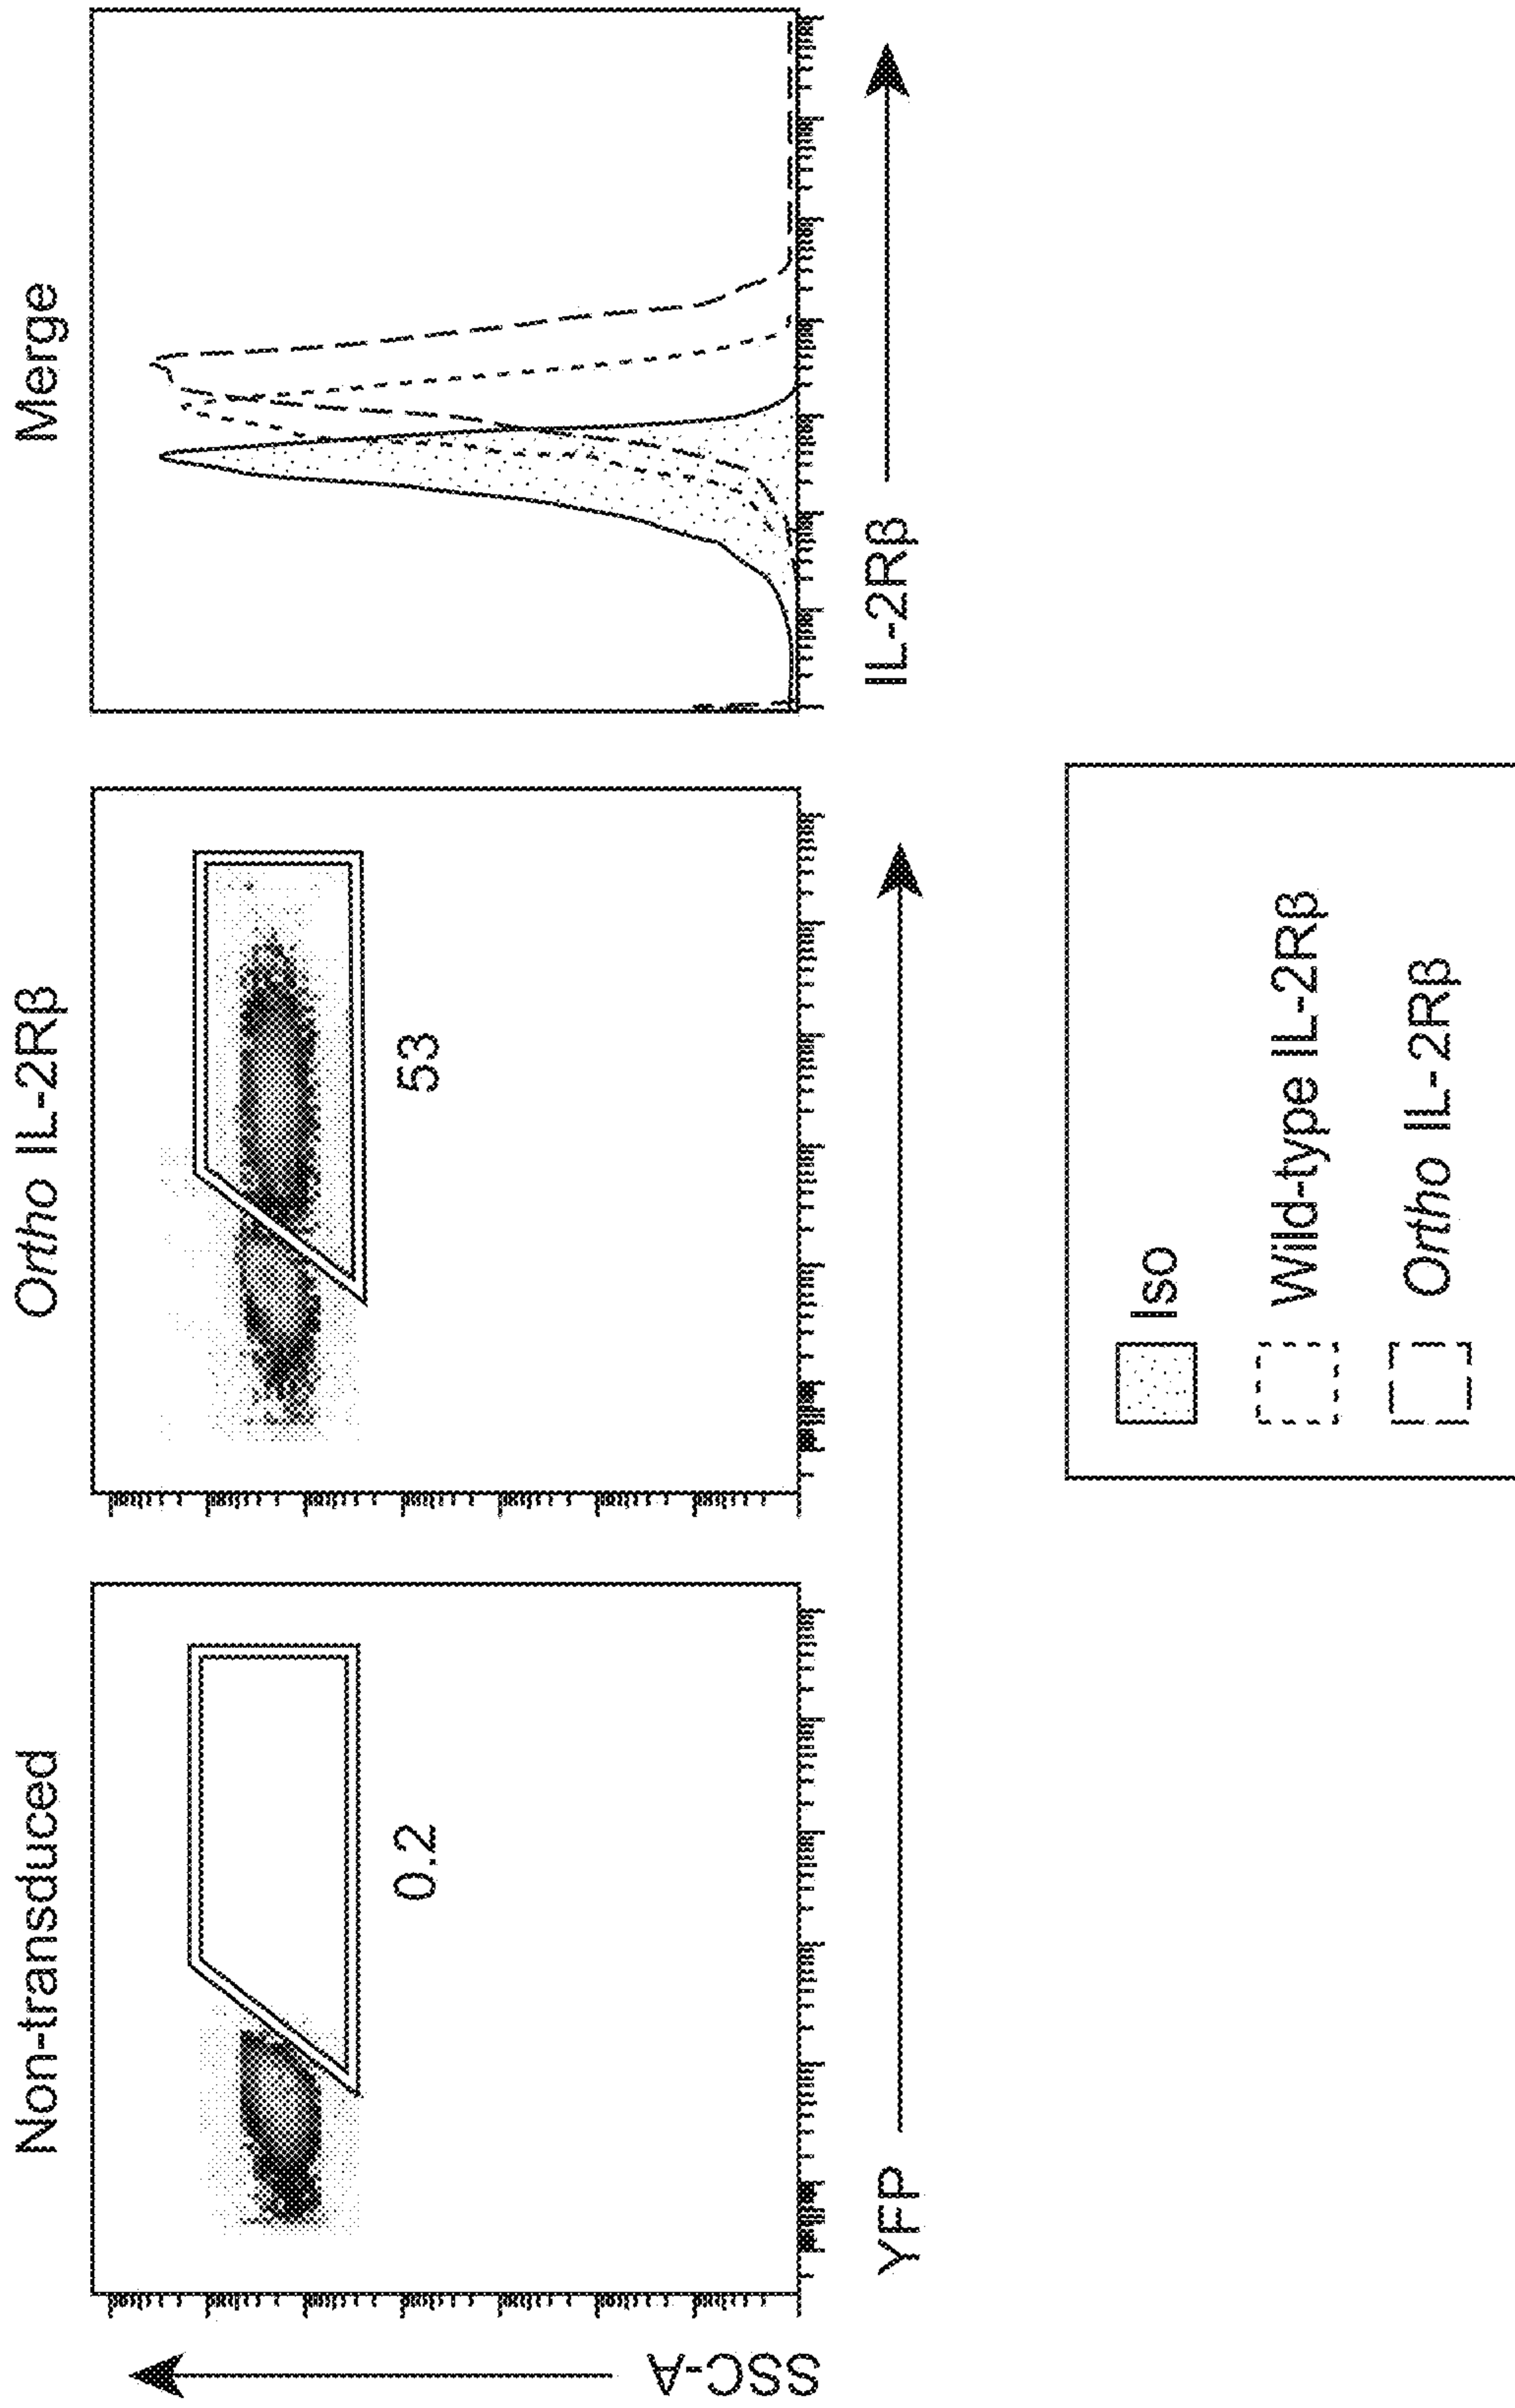 Non-transduced
Ortho IL-2Rβ
Merge
SSC-A
0.2
53
YFP
IL-2Rβ
Iso
Wild-type IL-2Rβ
Ortho IL-2Rβ